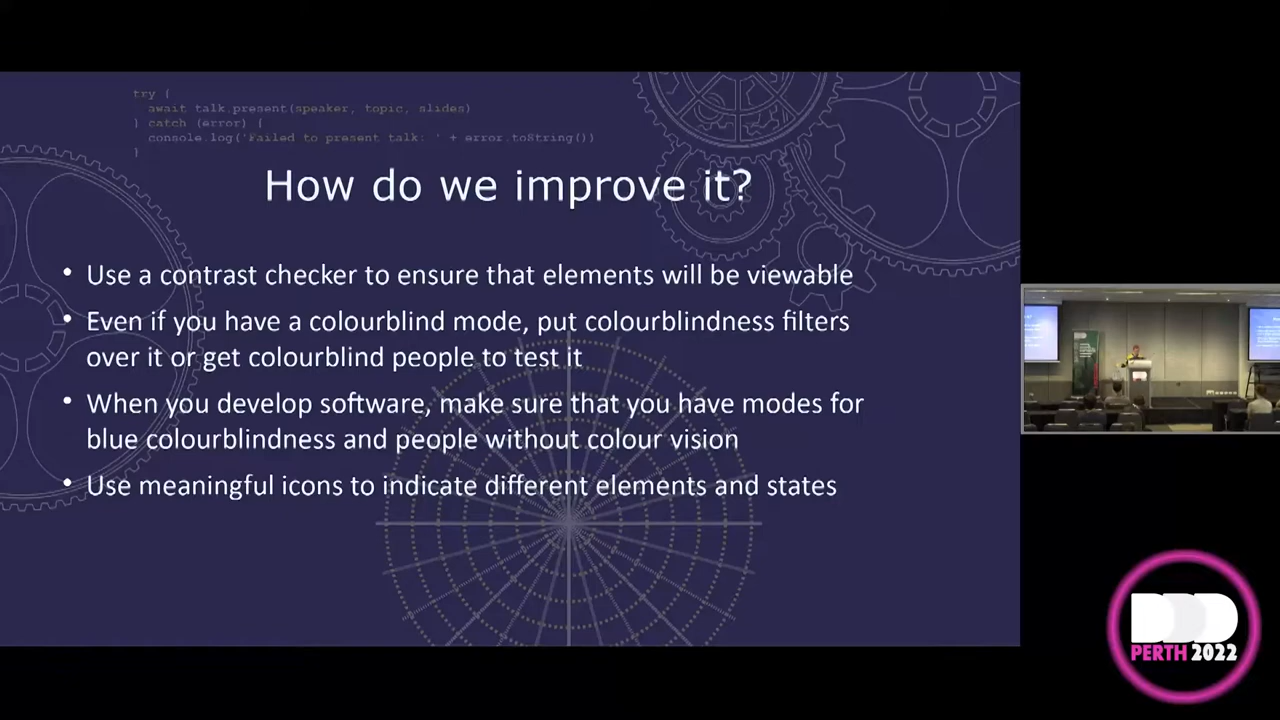 try {
await talk.present(speaker, topic, slides)
} catch (error) {
console.log('Failed to present talk: ' + error.toString())
}
How do we improve it?
• Use a contrast checker to ensure that elements will be viewable
• Even if you have a colourblind mode, put colourblindness filters
over it or get colourblind people to test it
• When you develop software, make sure that you have modes for
blue colourblindness and people without colour vision
• Use meaningful icons to indicate different elements and states
DDD
PERTH 2022